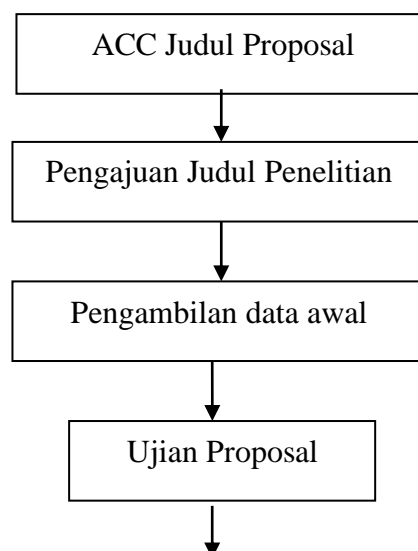 ACC Judul Proposal
Pengajuan Judul Penelitian
Pengambilan data awal
Ujian Proposal